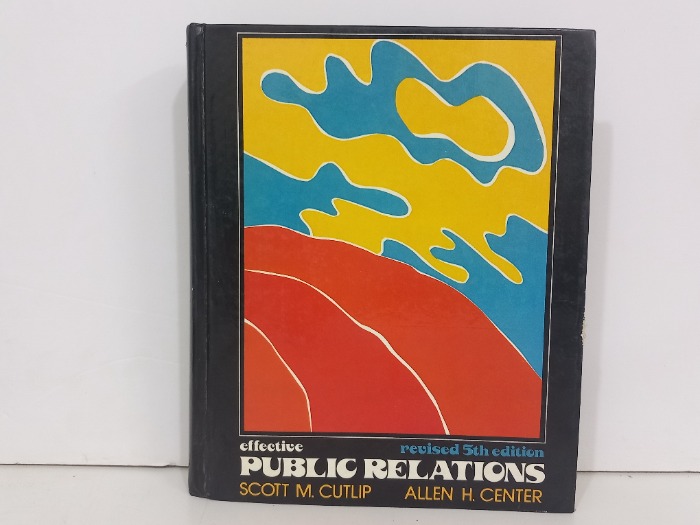 effective revised 5th edition
PUBLIC RELATIONS
SCOTT M. CUTLIP ALLEN H. CENTER